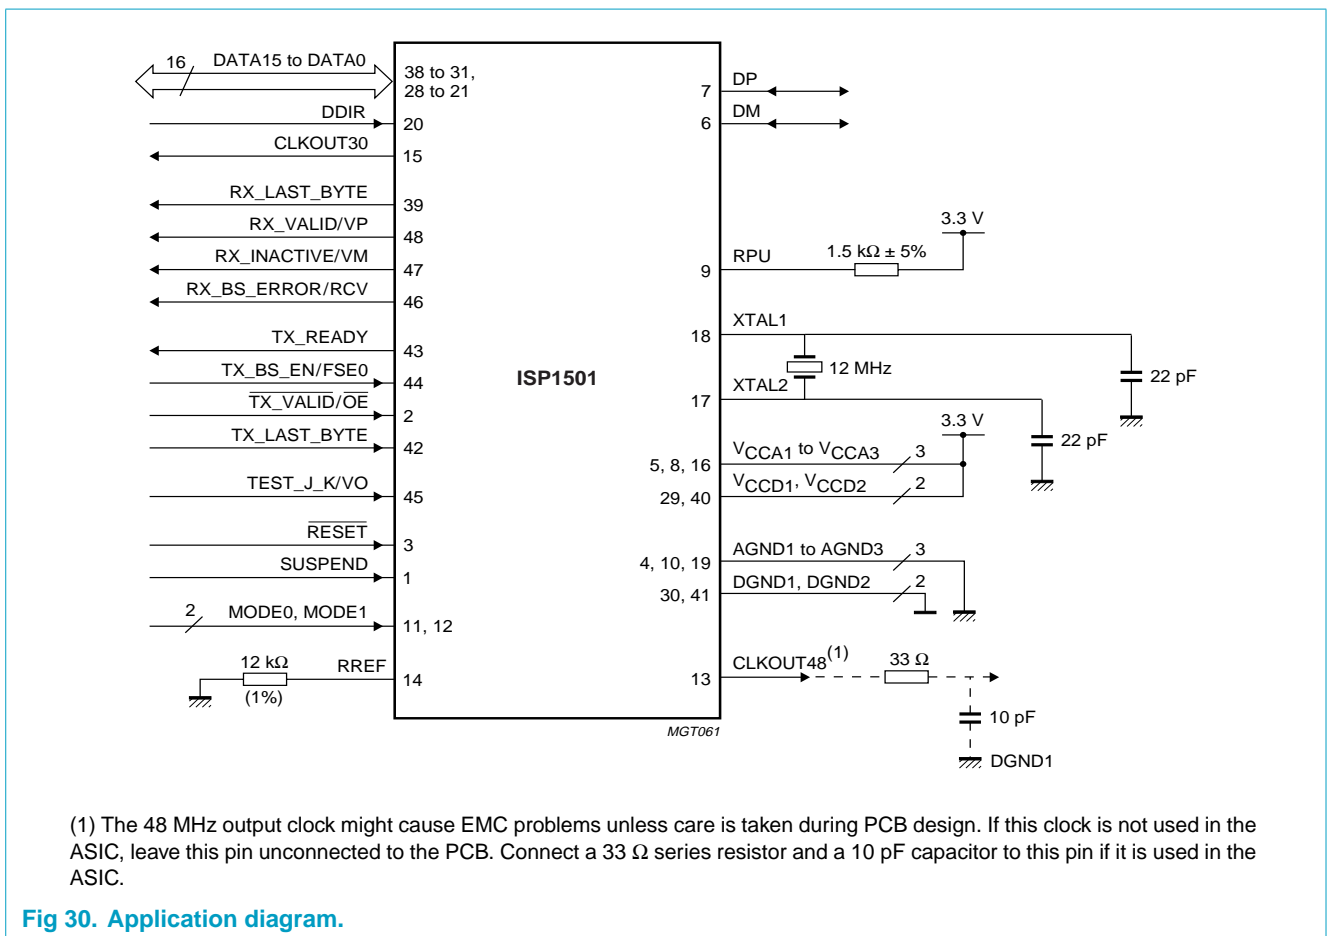 16 DATA15 to DATA0
38 to 31,
28 to 21
DDIR
20
CLKOUT30
15
RX_LAST_BYTE
39
RX_VALID/VP
48
RX_INACTIVE/VM
47
RX_BS_ERROR/RCV
46
TX_READY
43
TX_BS_EN/FSE0
44
TX_VALID/OE
2
TX_LAST_BYTE
42
TEST_J_K/VO
45
RESET
3
SUSPEND
1
2 MODE0, MODE1
11, 12
12 kΩ
(1%)
RREF
14
ISP1501
7 DP
6 DM
9 RPU
1.5 kΩ ± 5%
3.3 V
18 XTAL1
12 MHz
17 XTAL2
22 pF
22 pF
3.3 V
VCCA1 to VCCA3 3
5, 8, 16
VCCD1, VCCD2 2
29, 40
AGND1 to AGND3 3
4, 10, 19
DGND1, DGND2 2
30, 41
CLKOUT48(1) 33 Ω
13
10 pF
DGND1
MGT061
(1) The 48 MHz output clock might cause EMC problems unless care is taken during PCB design. If this clock is not used in the
ASIC, leave this pin unconnected to the PCB. Connect a 33 Ω series resistor and a 10 pF capacitor to this pin if it is used in the
ASIC.
Fig 30. Application diagram.